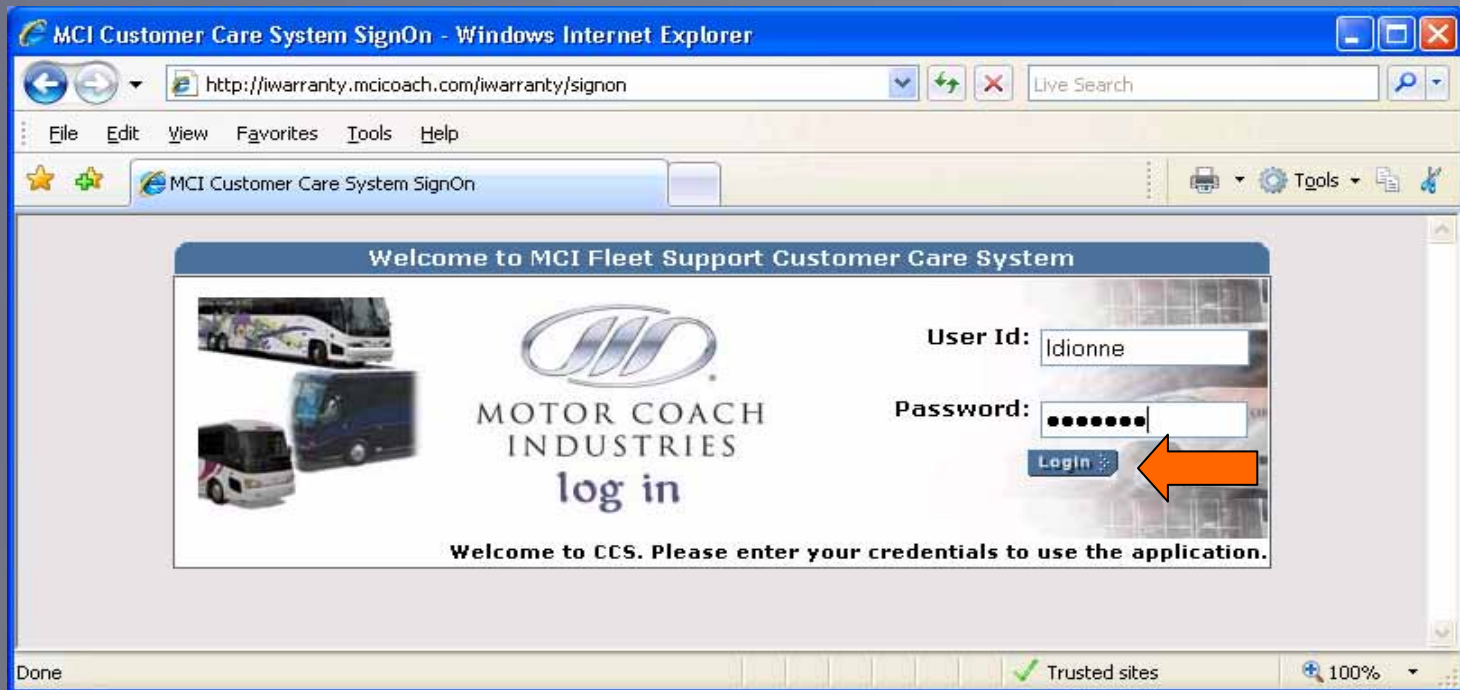 MCI Customer Care System SignOn - Windows Internet Explorer
http://iwarranty.mcicoach.com/iwarranty/signon
Live Search
File Edit View Favorites Tools Help
MCI Customer Care System SignOn
Tools
Welcome to MCI Fleet Support Customer Care System
User Id: ldionne
MOTOR COACH
INDUSTRIES
log in
Password: •••••••
Login
Welcome to CCS. Please enter your credentials to use the application.
Done
Trusted sites
100%